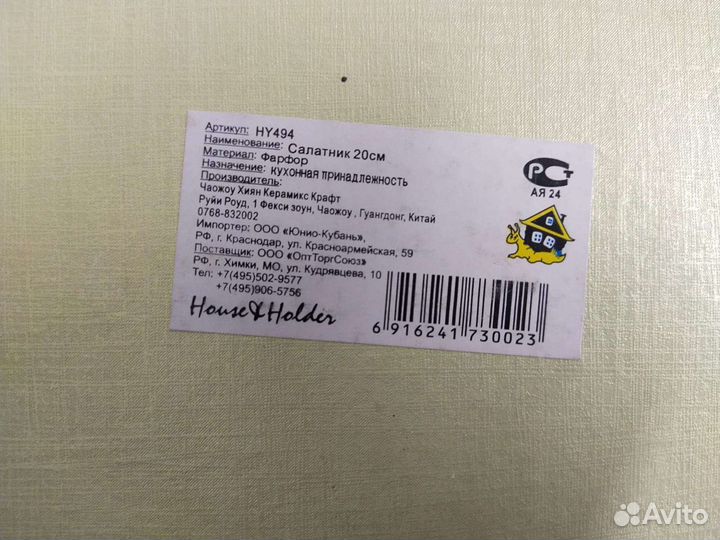 Артикул: HY494
Наименование: Салатник 20см
Материал: Фарфор
Назначение: кухонная принадлежность
Производитель:
Чаожоу Хиян Керамикс Крафт
Руйи Роуд, 1 Фекси зоун, Чаожоу , Гуангдонг, Китай
0768-832002
Импортер: ООО «Юнио-Кубань»,
РФ, г. Краснодар, ул. Красноармейская, 59
Поставщик: ООО «ОптТоргСоюз»
РФ, г. Химки, МО, ул. Кудрявцева, 10
Тел: +7(495)502-9577
+7(495)906-5756
House&Holder
РСТ
АЯ 24
6 916241 730023
Avito